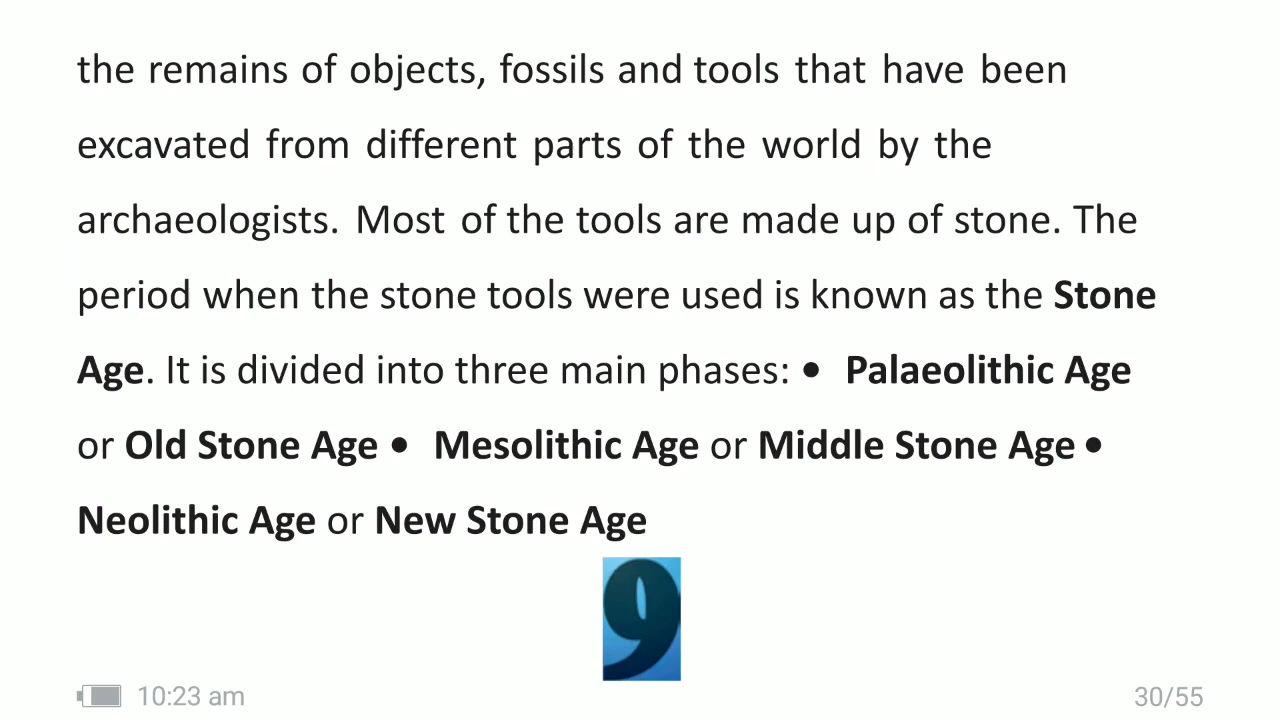 the remains of objects, fossils and tools that have been
excavated from different parts of the world by the
archaeologists. Most of the tools are made up of stone. The
period when the stone tools were used is known as the Stone
Age. It is divided into three main phases: • Palaeolithic Age
or Old Stone Age • Mesolithic Age or Middle Stone Age •
Neolithic Age or New Stone Age
9
10:23 am
30/55